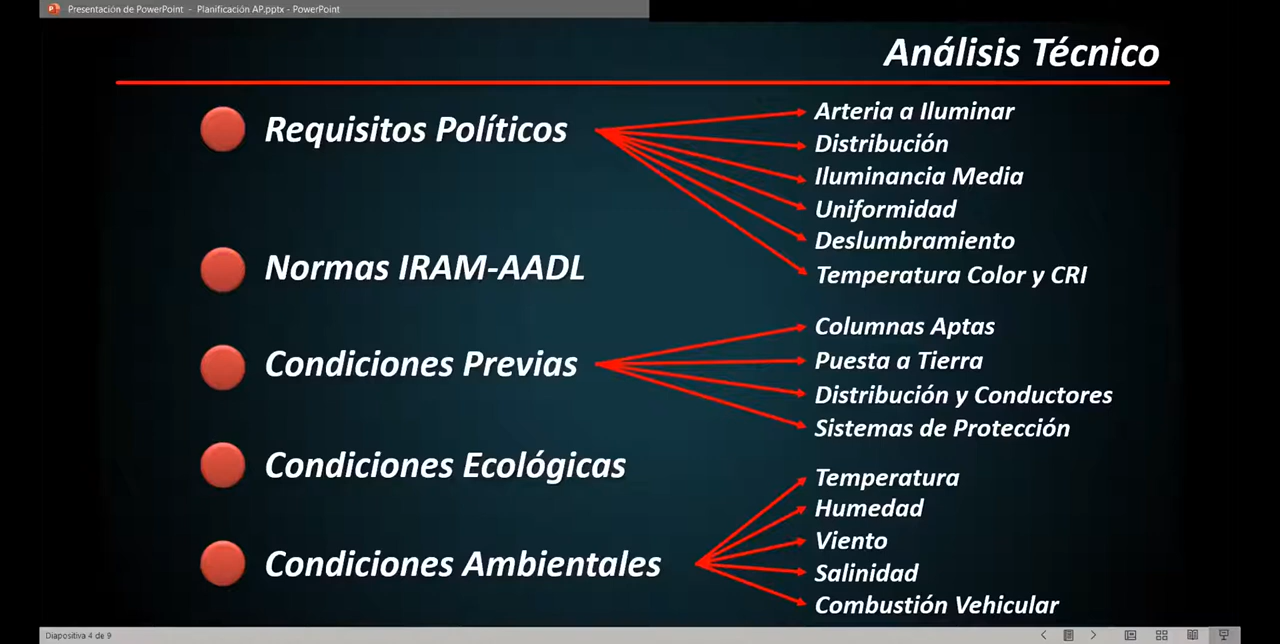 Presentación de PowerPoint - Planificación AP.pptx - PowerPoint
Análisis Técnico
Requisitos Políticos
Arteria a Iluminar
Distribución
Iluminancia Media
Uniformidad
Deslumbramiento
Temperatura Color y CRI
Normas IRAM-AADL
Condiciones Previas
Columnas Aptas
Puesta a Tierra
Distribución y Conductores
Sistemas de Protección
Condiciones Ecológicas
Condiciones Ambientales
Temperatura
Humedad
Viento
Salinidad
Combustión Vehicular
Diapositiva 4 de 9